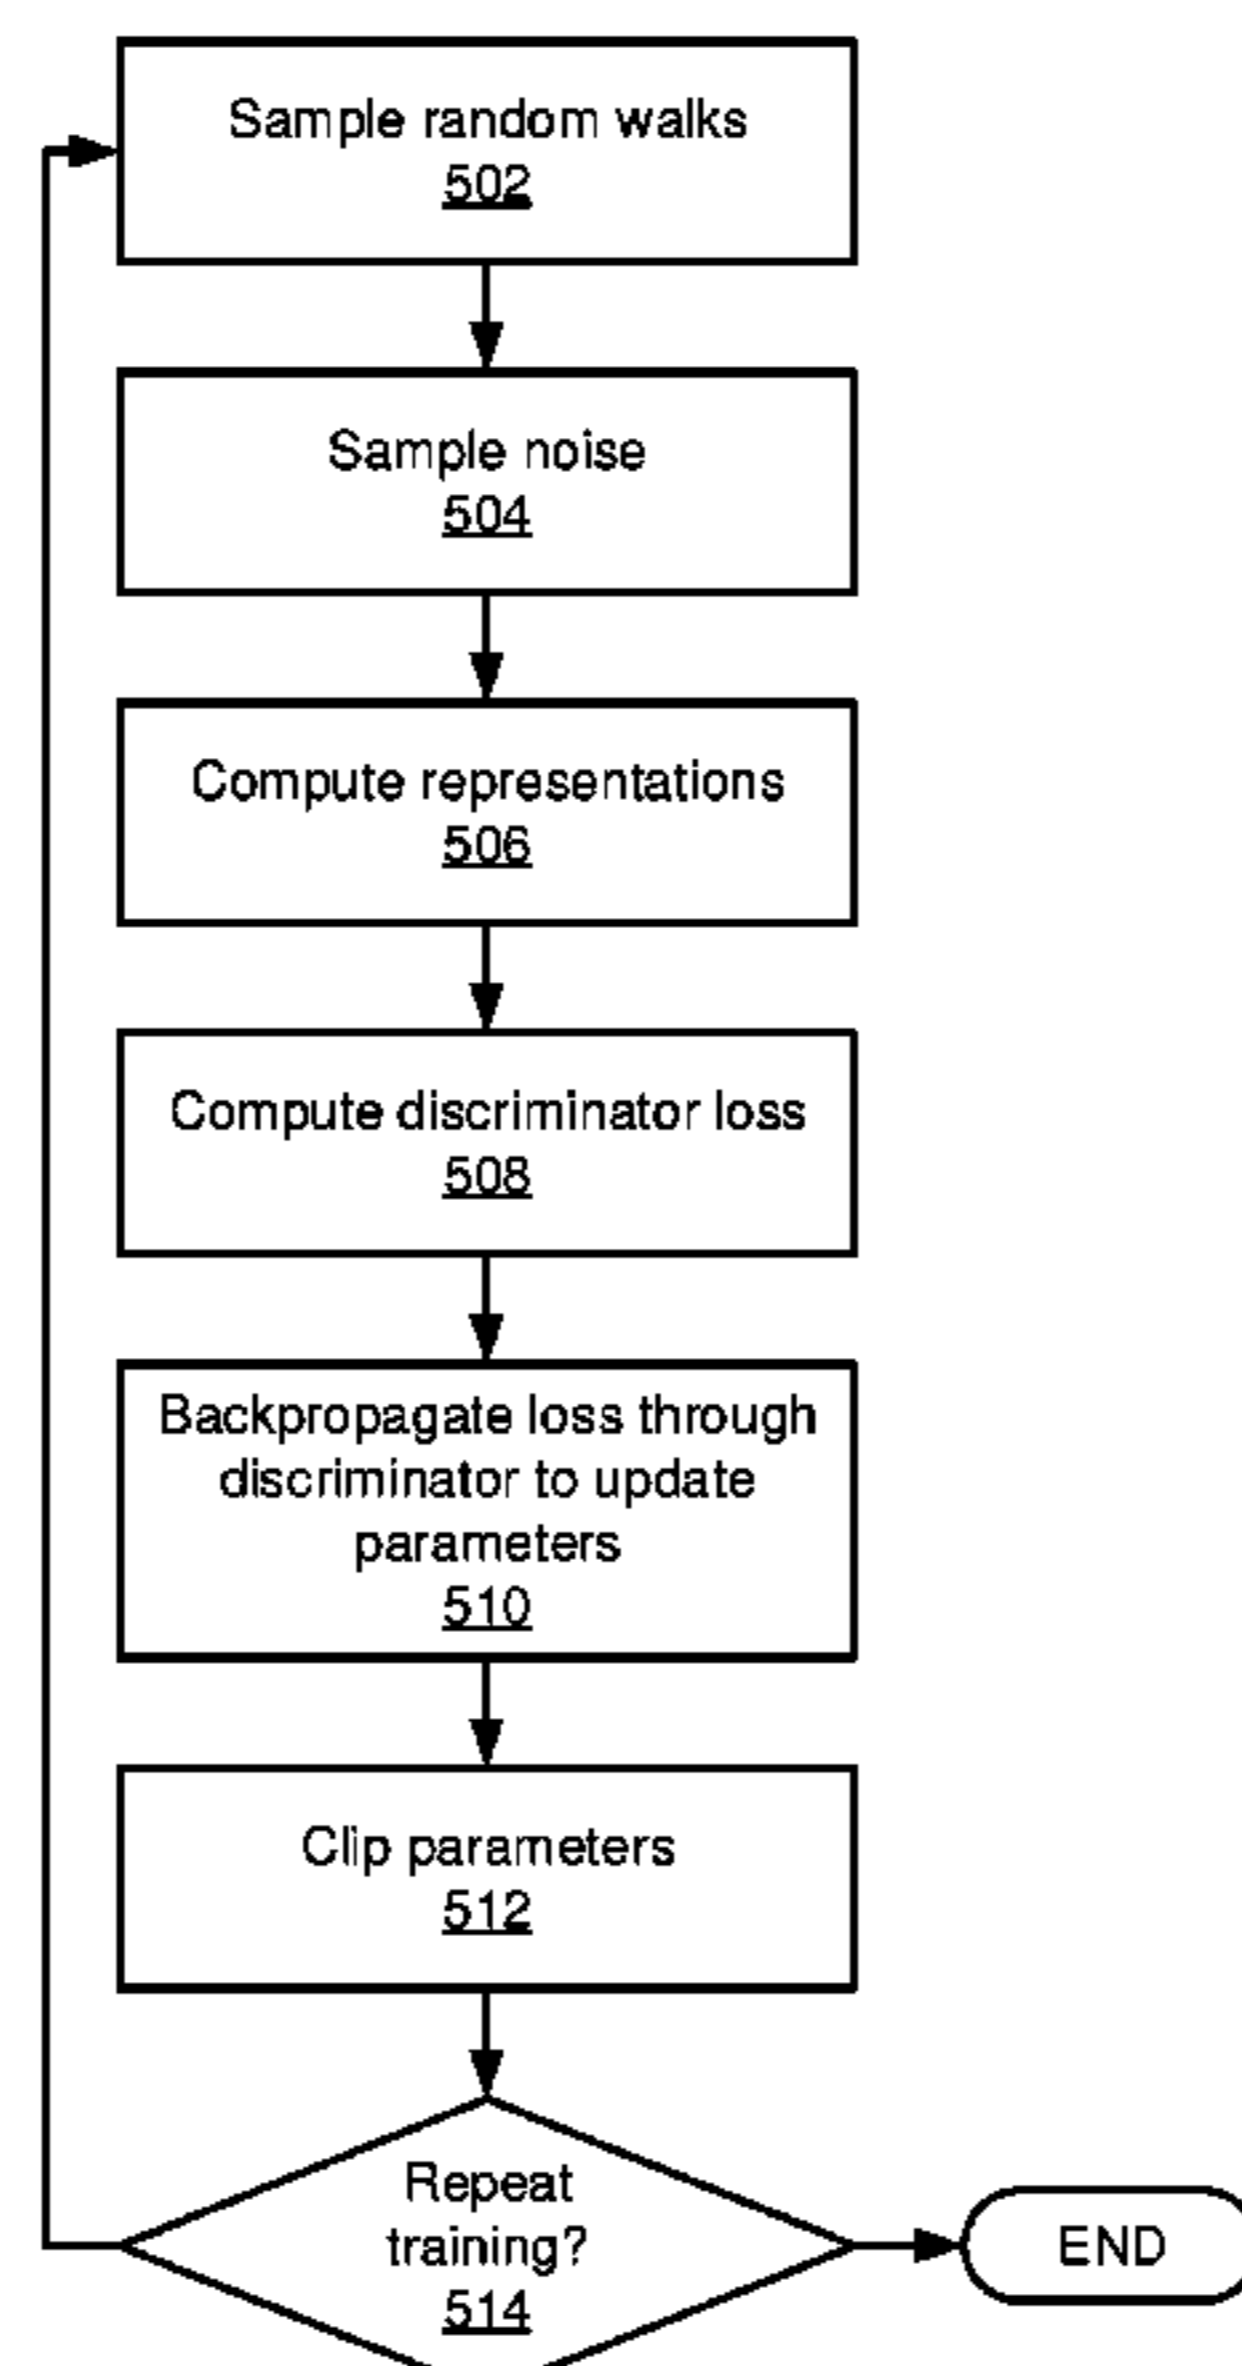 Sample random walks
502
Sample noise
504
Compute representations
506
Compute discriminator loss
508
Backpropagate loss through
discriminator to update
parameters
510
Clip parameters
512
Repeat
training?
514
END